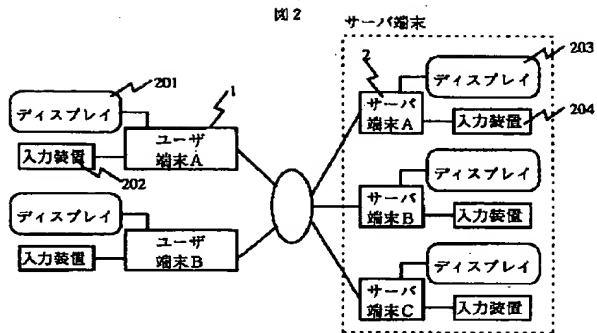 図2
サーバ端末
201
ディスプレイ
1
ユーザ
端末A
入力装置
202
ディスプレイ
ユーザ
端末B
入力装置
2
203
ディスプレイ
サーバ
端末A
204
入力装置
ディスプレイ
サーバ
端末B
入力装置
ディスプレイ
サーバ
端末C
入力装置